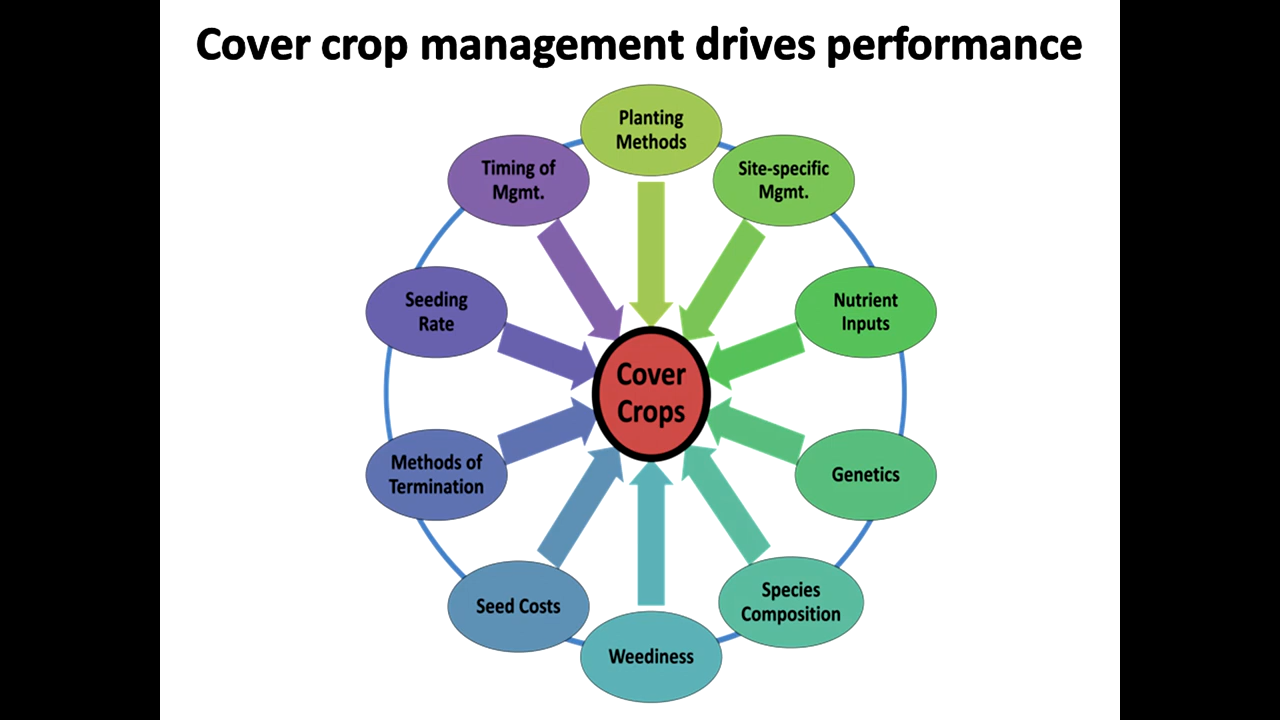 Cover crop management drives performance
Planting
Methods
Site-specific
Mgmt.
Nutrient
Inputs
Genetics
Species
Composition
Weediness
Seed Costs
Methods of
Termination
Seeding
Rate
Timing of
Mgmt.
Cover
Crops